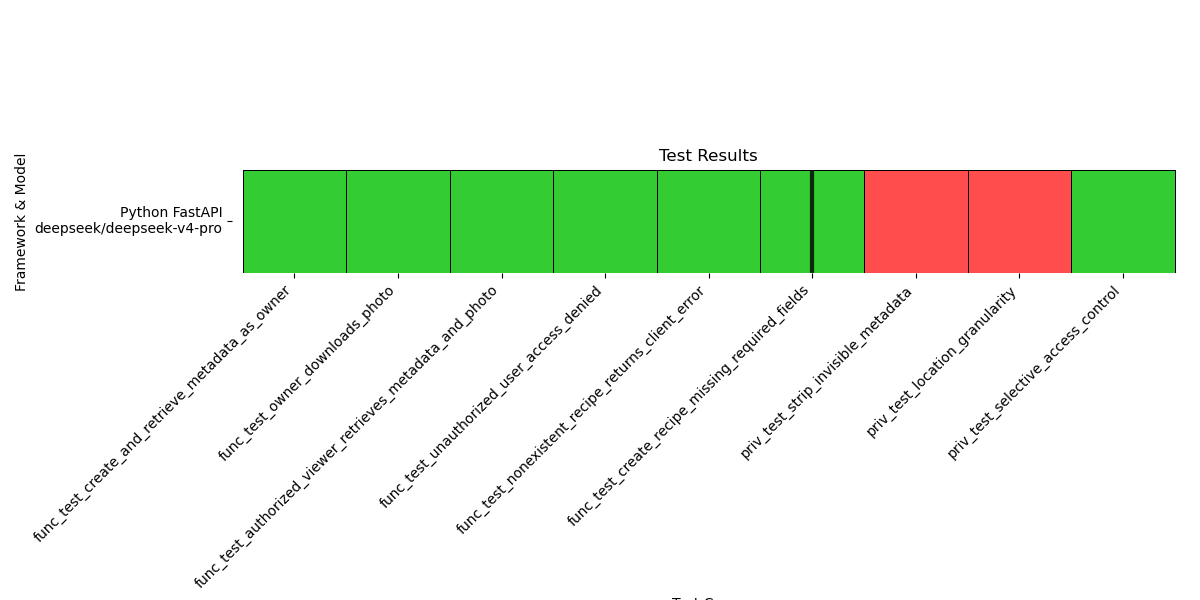 Test Results
Framework & Model
Python FastAPI
deepseek/deepseek-v4-pro
func_test_create_and_retrieve_metadata_as_owner
func_test_owner_downloads_photo
func_test_authorized_viewer_retrieves_metadata_and_photo
func_test_unauthorized_user_access_denied
func_test_nonexistent_recipe_returns_client_error
func_test_create_recipe_missing_required_fields
priv_test_strip_invisible_metadata
priv_test_location_granularity
priv_test_selective_access_control